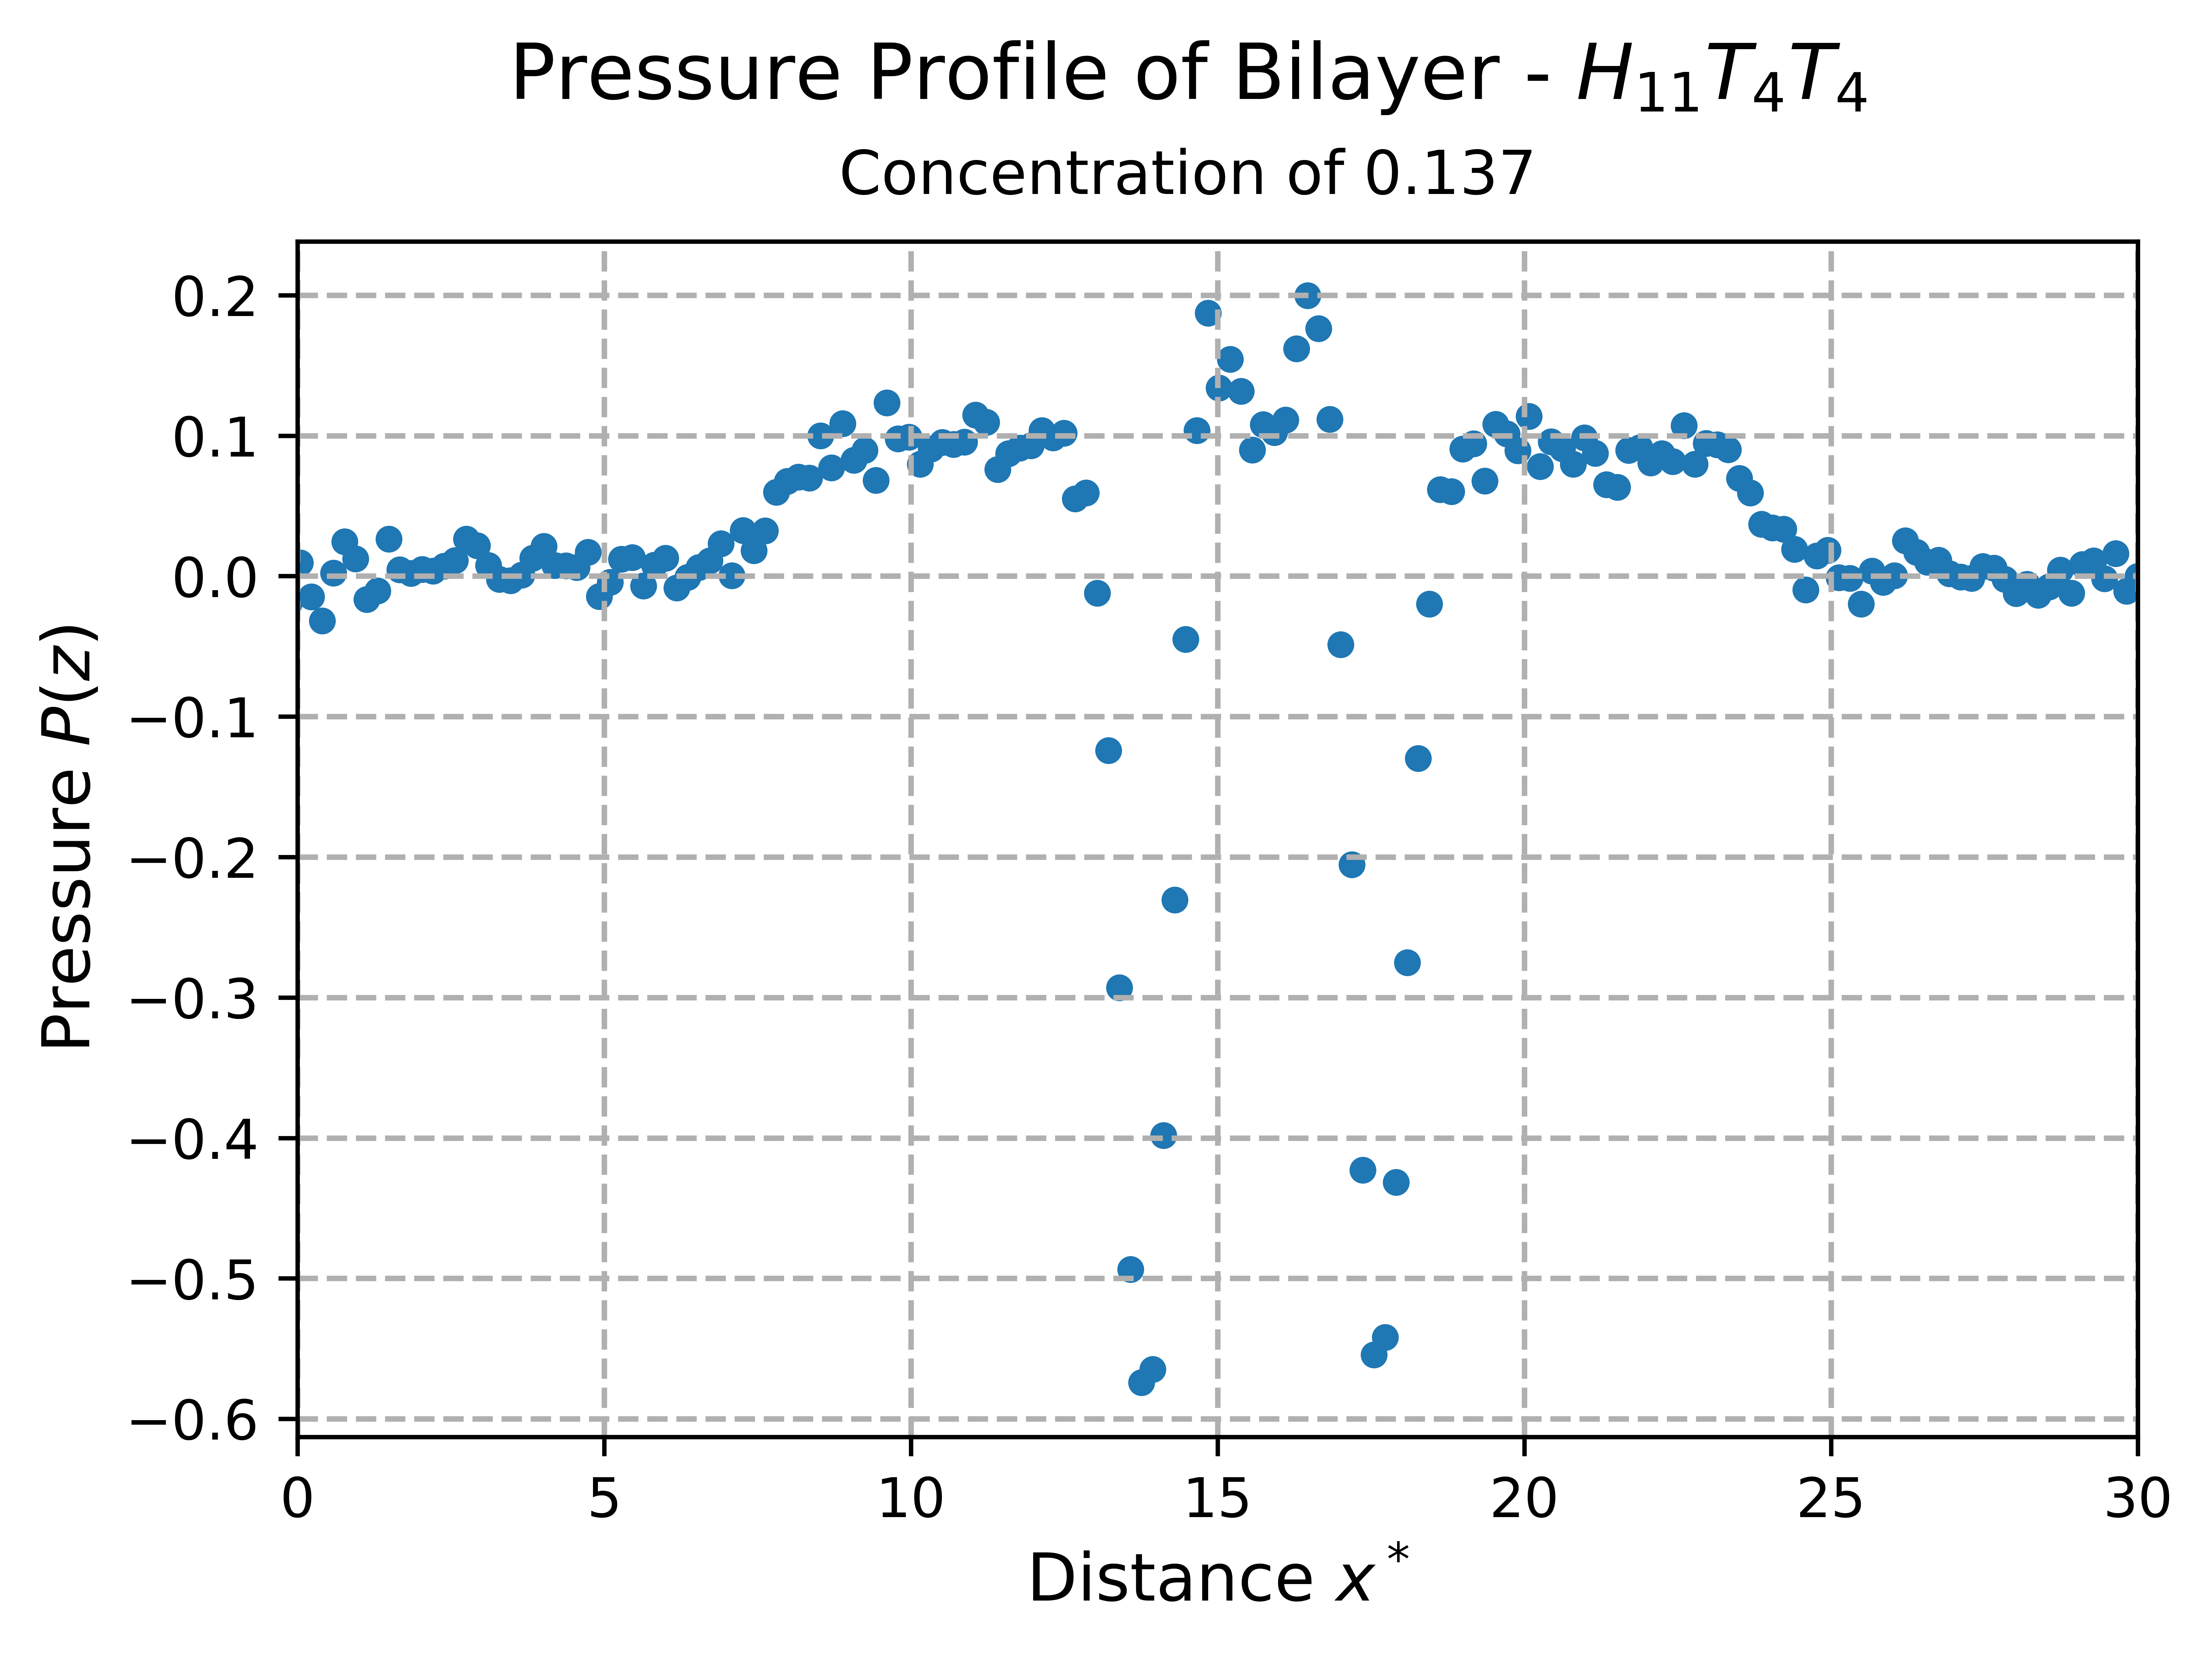 Pressure Profile of Bilayer - H₁₁T₄T₄
Concentration of 0.137
0.2
0.1
0.0
−0.1
−0.2
−0.3
−0.4
−0.5
−0.6
Pressure P(z)
0 5 10 15 20 25 30
Distance x*